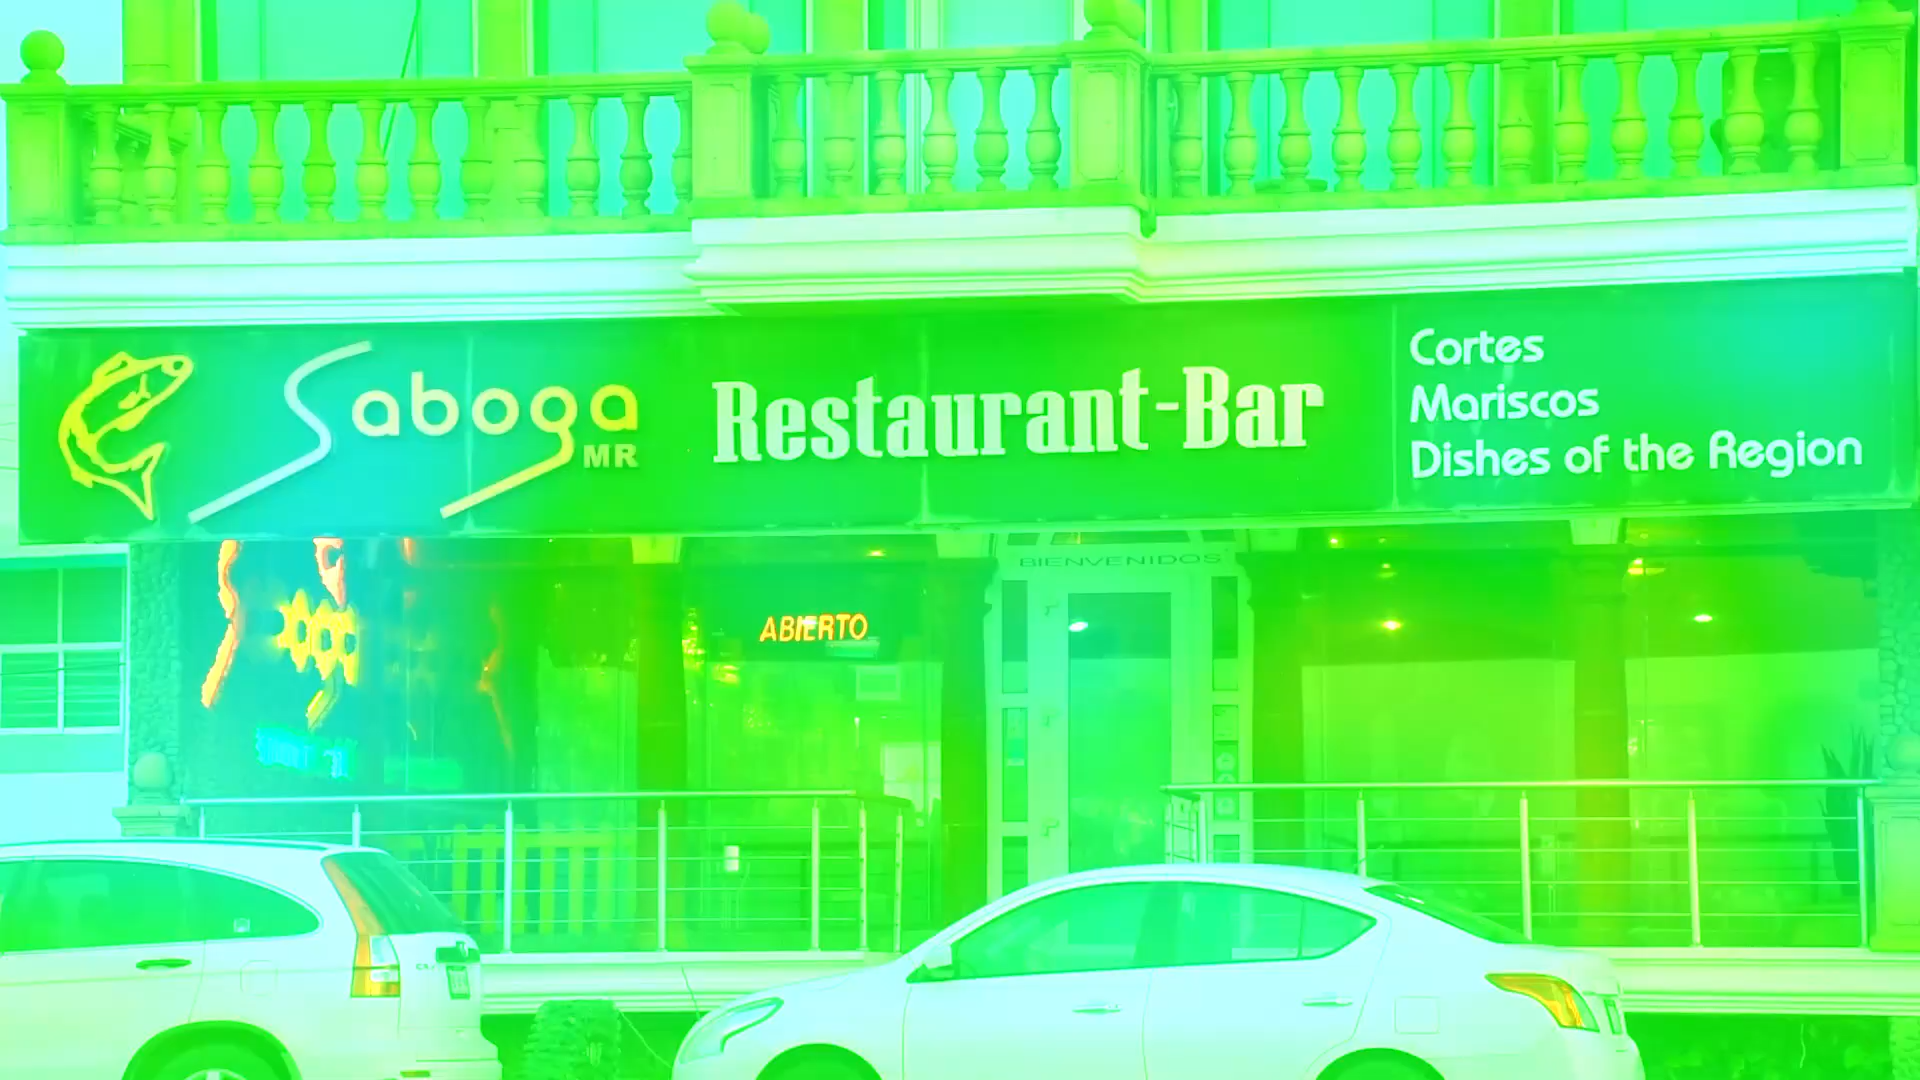 Saboga
MR
Restaurant-Bar
Cortes
Mariscos
Dishes of the Region
BIENVENIDOS
ABIERTO